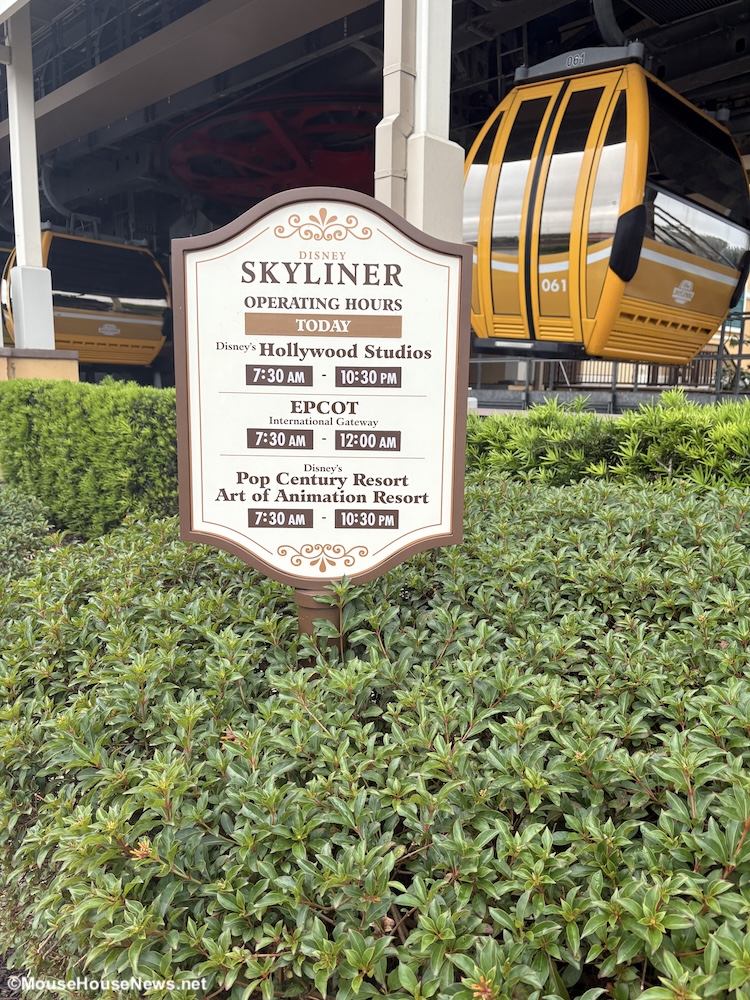 061
DISNEY
SKYLINER
OPERATING HOURS
TODAY
Disney's Hollywood Studios
7:30 AM - 10:30 PM
EPCOT
International Gateway
7:30 AM - 12:00 AM
Disney's
Pop Century Resort
Art of Animation Resort
7:30 AM - 10:30 PM
061
©MouseHouseNews.net